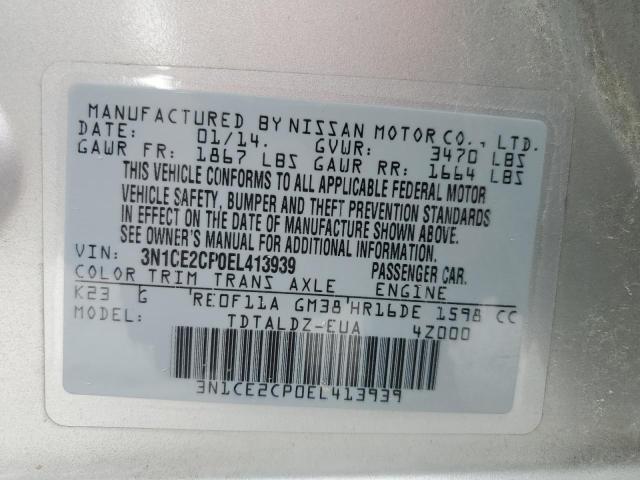 MANUFACTURED BY NISSAN MOTOR CO., LTD.
DATE: 01/14. GVWR: 3470 LBS
GAWR FR: 1867 LBS GAWR RR: 1664 LBS
THIS VEHICLE CONFORMS TO ALL APPLICABLE FEDERAL MOTOR
VEHICLE SAFETY, BUMPER AND THEFT PREVENTION STANDARDS
IN EFFECT ON THE DATE OF MANUFACTURE SHOWN ABOVE.
SEE OWNER'S MANUAL FOR ADDITIONAL INFORMATION.
VIN: 3N1CE2CP0EL413939 PASSENGER CAR.
COLOR TRIM TRANS AXLE ENGINE
K23 G RE0F11A GM38 HR16DE 1598 CC
MODEL: TDTALDZ-EUA 4Z000
3N1CE2CP0EL413939